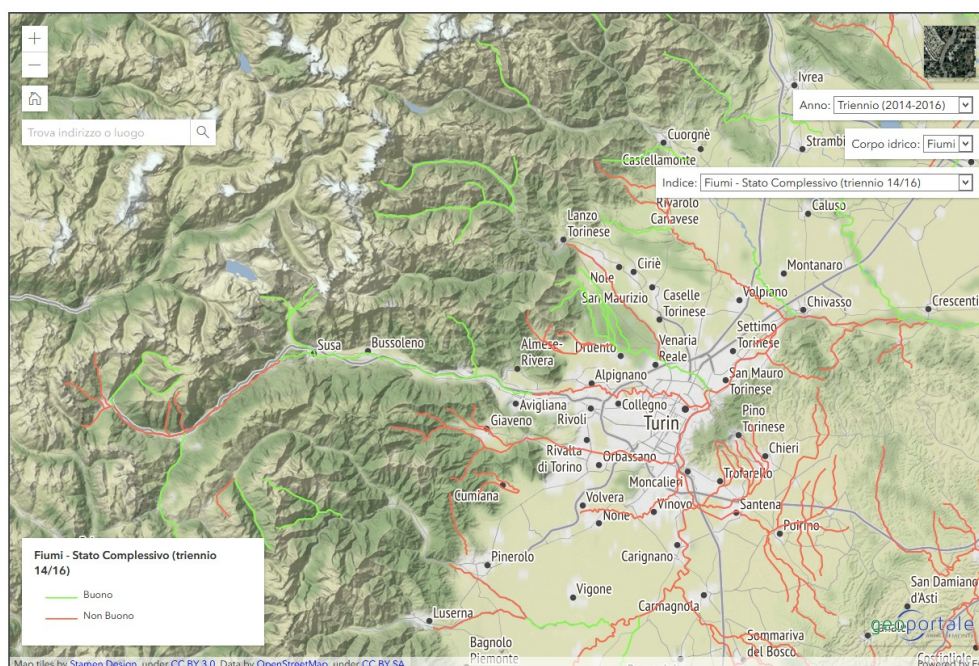 +
Ivrea
−
Anno: Triennio (2014-2016)
Trova indirizzo o luogo
Cuorgnè
Strambi
Corpo idrico: Fiumi
Castellamonte
Indice: Fiumi - Stato Complessivo (triennio 14/16)
Rivarolo
Canavese
Caluso
Lanzo
Torinese
Ciriè
Montanaro
Nole
San Maurizio
Caselle
Torinese
Volpiano
Chivasso
Crescenti
Settimo
Torinese
Susa
Bussoleno
Almese-
Rivera
Druento
Venaria
Reale
Alpignano
San Mauro
Torinese
Avigliana
Collegno
Giaveno
Rivoli
Turin
Pino
Torinese
Rivalta
di Torino
Orbassano
Chieri
Cumiana
Moncalieri
Trofarello
Volvera
Vinovo
Santena
None
Poirino
Fiumi - Stato Complessivo (triennio
14/16)
Pinerolo
Carignano
Buono
Vigone
San Damiano
d'Asti
Non Buono
Carmagnola
Luserna
geoportale
Bagnolo
Piemonte
Sommariva
del Bosco
Map tiles by Stamen Design, under CC BY 3.0. Data by OpenStreetMap, under CC BY SA